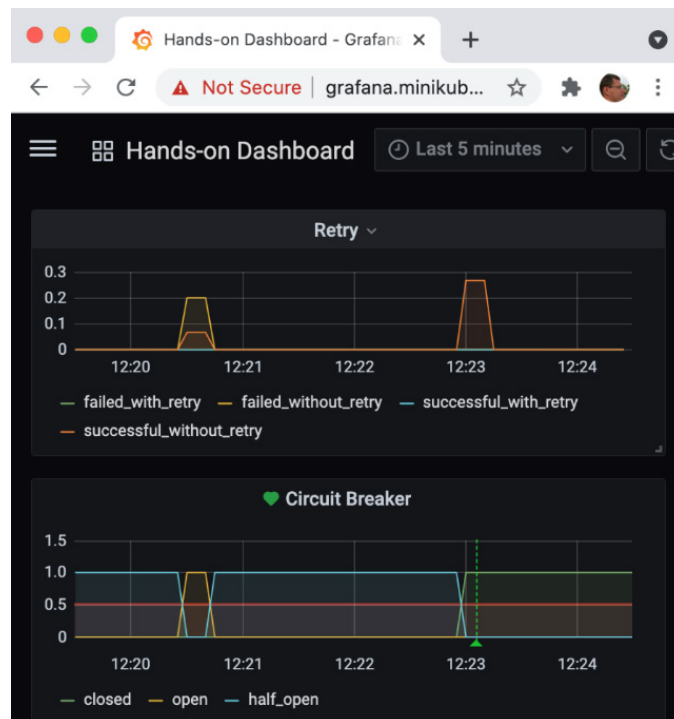 Hands-on Dashboard - Grafana
Not Secure | grafana.minikub...
Hands-on Dashboard Last 5 minutes
Retry
0.3
0.2
0.1
0
12:20 12:21 12:22 12:23 12:24
failed_with_retry failed_without_retry successful_with_retry
successful_without_retry
Circuit Breaker
1.5
1.0
0.5
0
12:20 12:21 12:22 12:23 12:24
closed open half_open